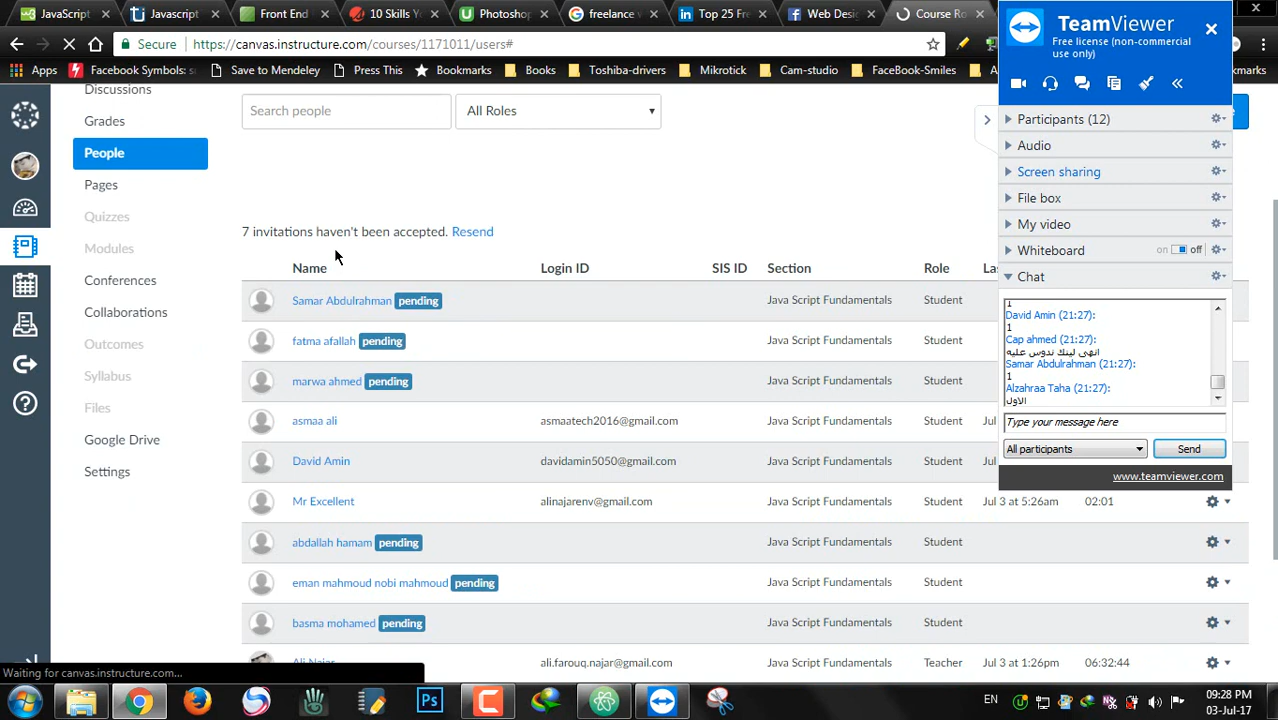 JavaScript
Javascript
Front End
10 Skills Y
Photoshop
freelance w
Top 25 Fre
Web Desig
Course Ro
Secure
https://canvas.instructure.com/courses/1171011/users#
Apps
Facebook Symbols: s
Save to Mendeley
Press This
Bookmarks
Books
Toshiba-drivers
Mikrotick
Cam-studio
FaceBook-Smiles
Discussions
Grades
People
Pages
Quizzes
Modules
Conferences
Collaborations
Outcomes
Syllabus
Files
Google Drive
Settings
Search people
All Roles
7 invitations haven't been accepted. Resend
Name Login ID SIS ID Section Role Las
Samar Abdulrahman pending Java Script Fundamentals Student
fatma afallah pending Java Script Fundamentals Student
marwa ahmed pending Java Script Fundamentals Student
asmaa ali asmaatech2016@gmail.com Java Script Fundamentals Student Jul
David Amin davidamin5050@gmail.com Java Script Fundamentals Student Jul
Mr Excellent alinajarenv@gmail.com Java Script Fundamentals Student Jul 3 at 5:26am 02:01
abdallah hamam pending Java Script Fundamentals Student
eman mahmoud nobi mahmoud pending Java Script Fundamentals Student
basma mohamed pending Java Script Fundamentals Student
Ali Najar ali.farouq.najar@gmail.com Java Script Fundamentals Teacher Jul 3 at 1:26pm 06:32:44
Waiting for canvas.instructure.com...
TeamViewer
Free license (non-commercial
use only)
Participants (12)
Audio
Screen sharing
File box
My video
Whiteboard on off
Chat
1
David Amin (21:27):
1
Cap ahmed (21:27):
انهي لينك ندوس عليه
Samar Abdulrahman (21:27):
1
Alzahraa Taha (21:27):
الاول
Type your message here
All participants
Send
www.teamviewer.com
EN
09:28 PM
03-Jul-17